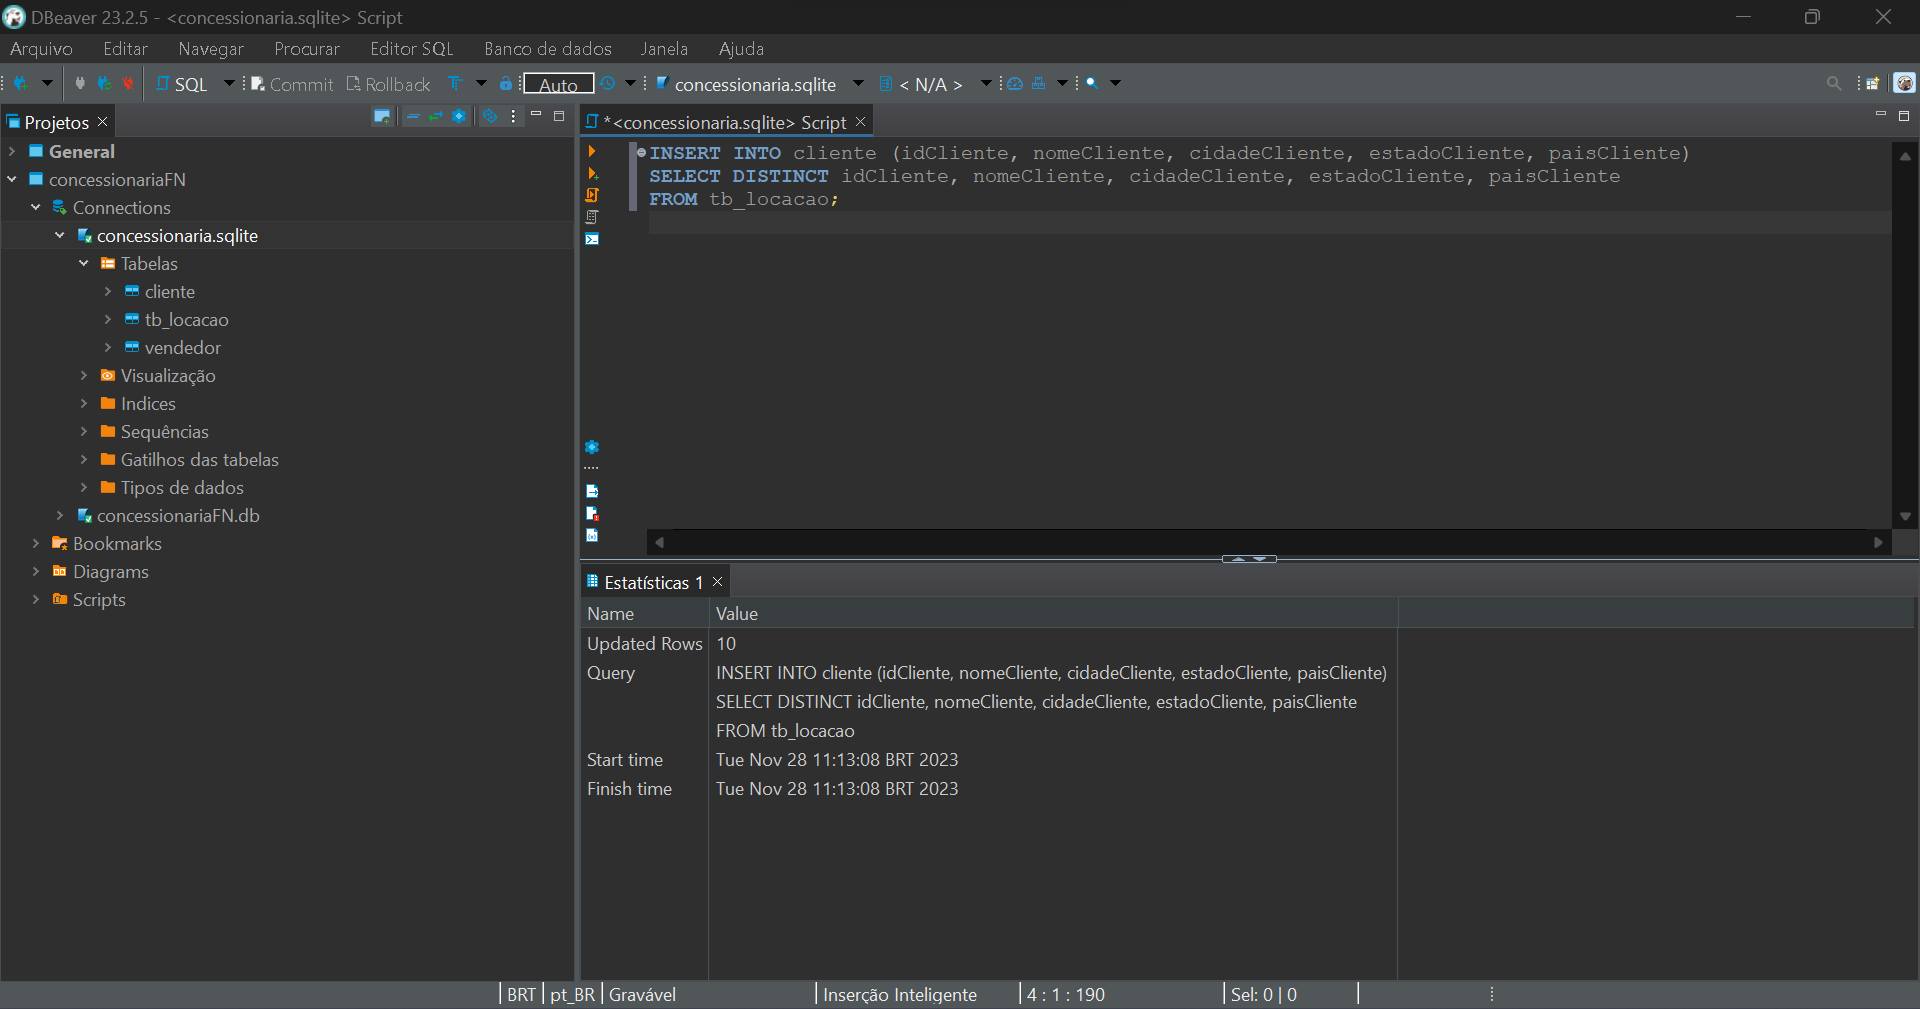 DBeaver 23.2.5 - <concessionaria.sqlite> Script
Arquivo Editar Navegar Procurar Editor SQL Banco de dados Janela Ajuda
SQL Commit Rollback Auto concessionaria.sqlite < N/A >
Projetos
General
concessionariaFN
Connections
concessionaria.sqlite
Tabelas
cliente
tb_locacao
vendedor
Visualização
Indices
Sequências
Gatilhos das tabelas
Tipos de dados
concessionariaFN.db
Bookmarks
Diagrams
Scripts
*<concessionaria.sqlite> Script
INSERT INTO cliente (idCliente, nomeCliente, cidadeCliente, estadoCliente, paisCliente)
SELECT DISTINCT idCliente, nomeCliente, cidadeCliente, estadoCliente, paisCliente
FROM tb_locacao;
Estatísticas 1
Name Value
Updated Rows 10
Query INSERT INTO cliente (idCliente, nomeCliente, cidadeCliente, estadoCliente, paisCliente)
SELECT DISTINCT idCliente, nomeCliente, cidadeCliente, estadoCliente, paisCliente
FROM tb_locacao
Start time Tue Nov 28 11:13:08 BRT 2023
Finish time Tue Nov 28 11:13:08 BRT 2023
BRT pt_BR Gravável Inserção Inteligente 4 : 1 : 190 Sel: 0 | 0